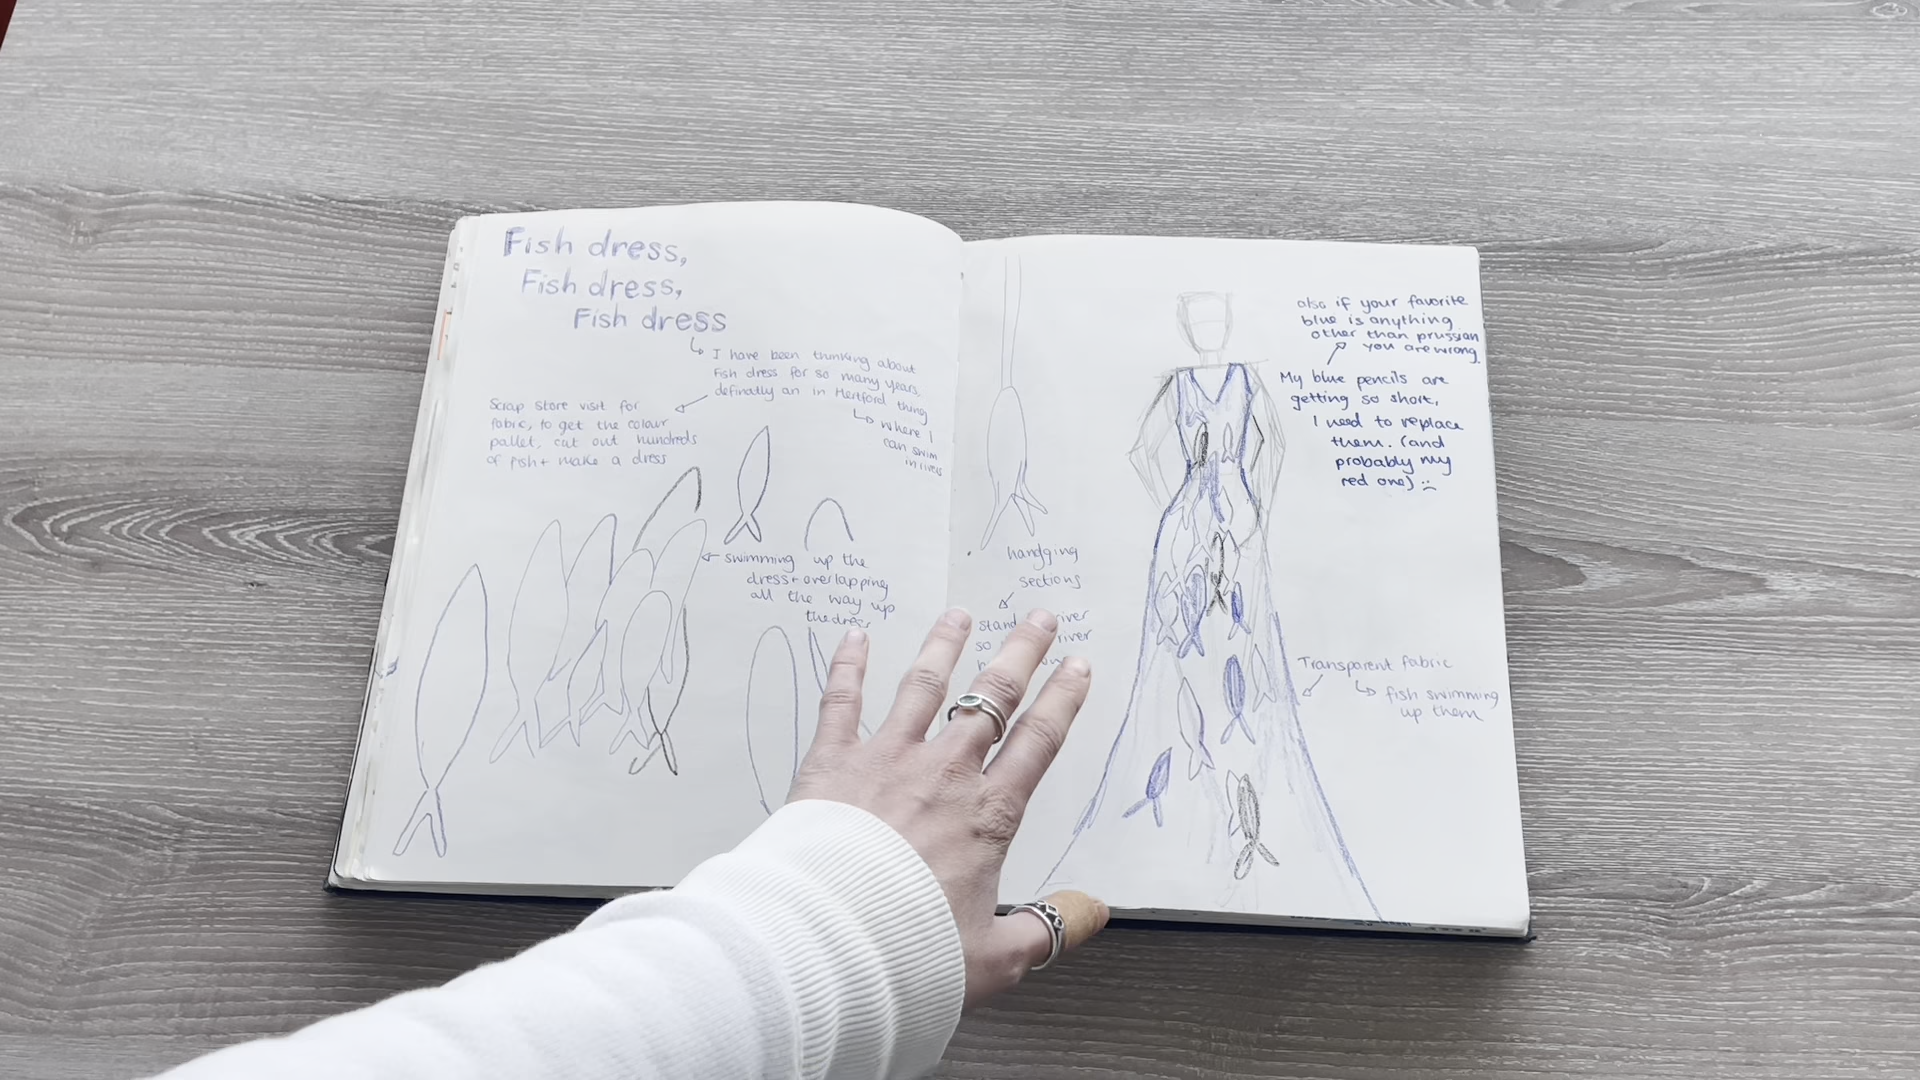 Fish dress,
Fish dress,
Fish dress
I have been thinking about
Fish dress for so many years,
definally an in Hertford thing
where I
can swim
in rivers
Scrap store visit for
fabric, to get the colour
pallet, cut out hundreds
of fish + make a dress
swimming up the
dress + overlapping
all the way up
the dress
handging
sections
stand river
so river
also if your favorite
blue is anything
other than prussian
you are wrong
My blue pencils are
getting so short,
I need to replace
them. (and
probably my
red one) :(
Transparent fabric
fish swimming
up them